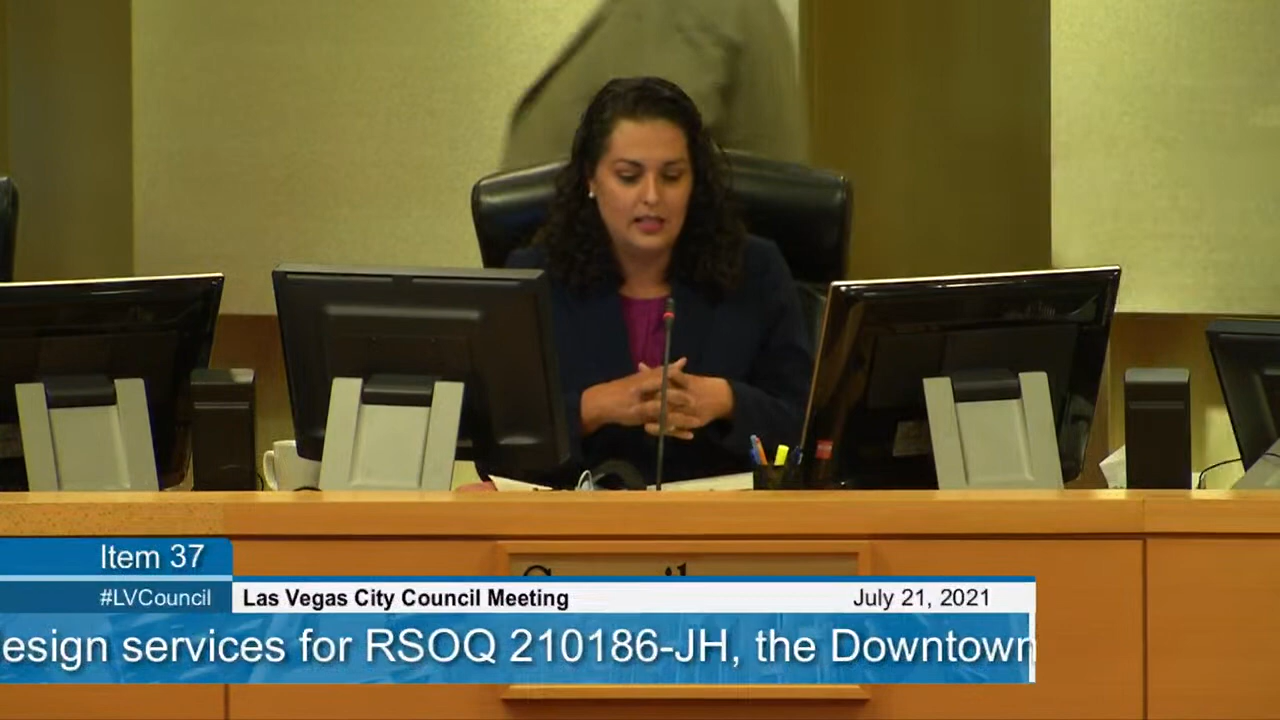 Item 37
#LVCouncil
Las Vegas City Council Meeting
July 21, 2021
esign services for RSOQ 210186-JH, the Downtown